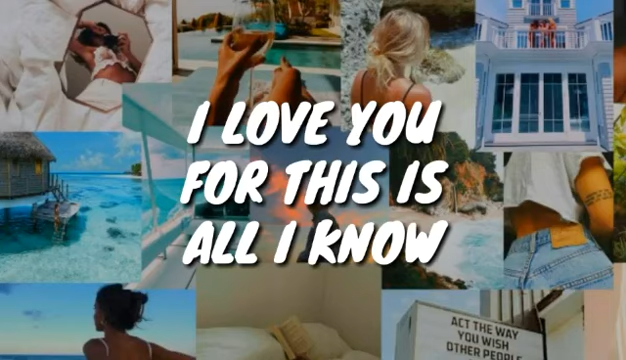 I LOVE YOU
FOR THIS IS
ALL I KNOW
ACT THE WAY
YOU WISH
OTHER PEOPLE